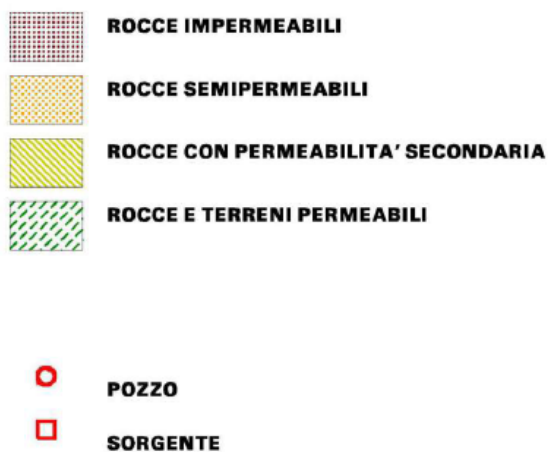 ROCCE IMPERMEABILI
ROCCE SEMIPERMEABILI
ROCCE CON PERMEABILITA' SECONDARIA
ROCCE E TERRENI PERMEABILI
POZZO
SORGENTE